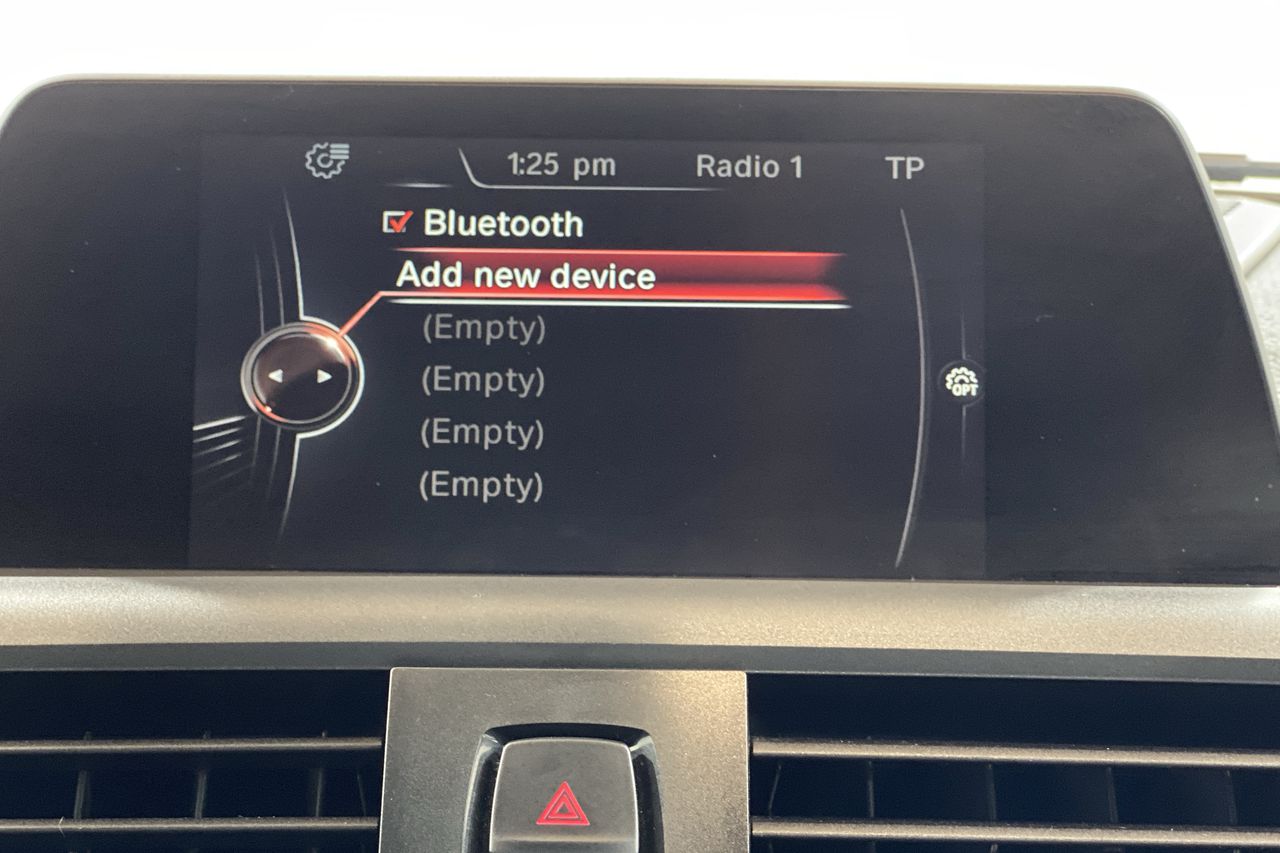 1:25 pm Radio 1 TP
Bluetooth
Add new device
(Empty)
(Empty)
OPT
(Empty)
(Empty)